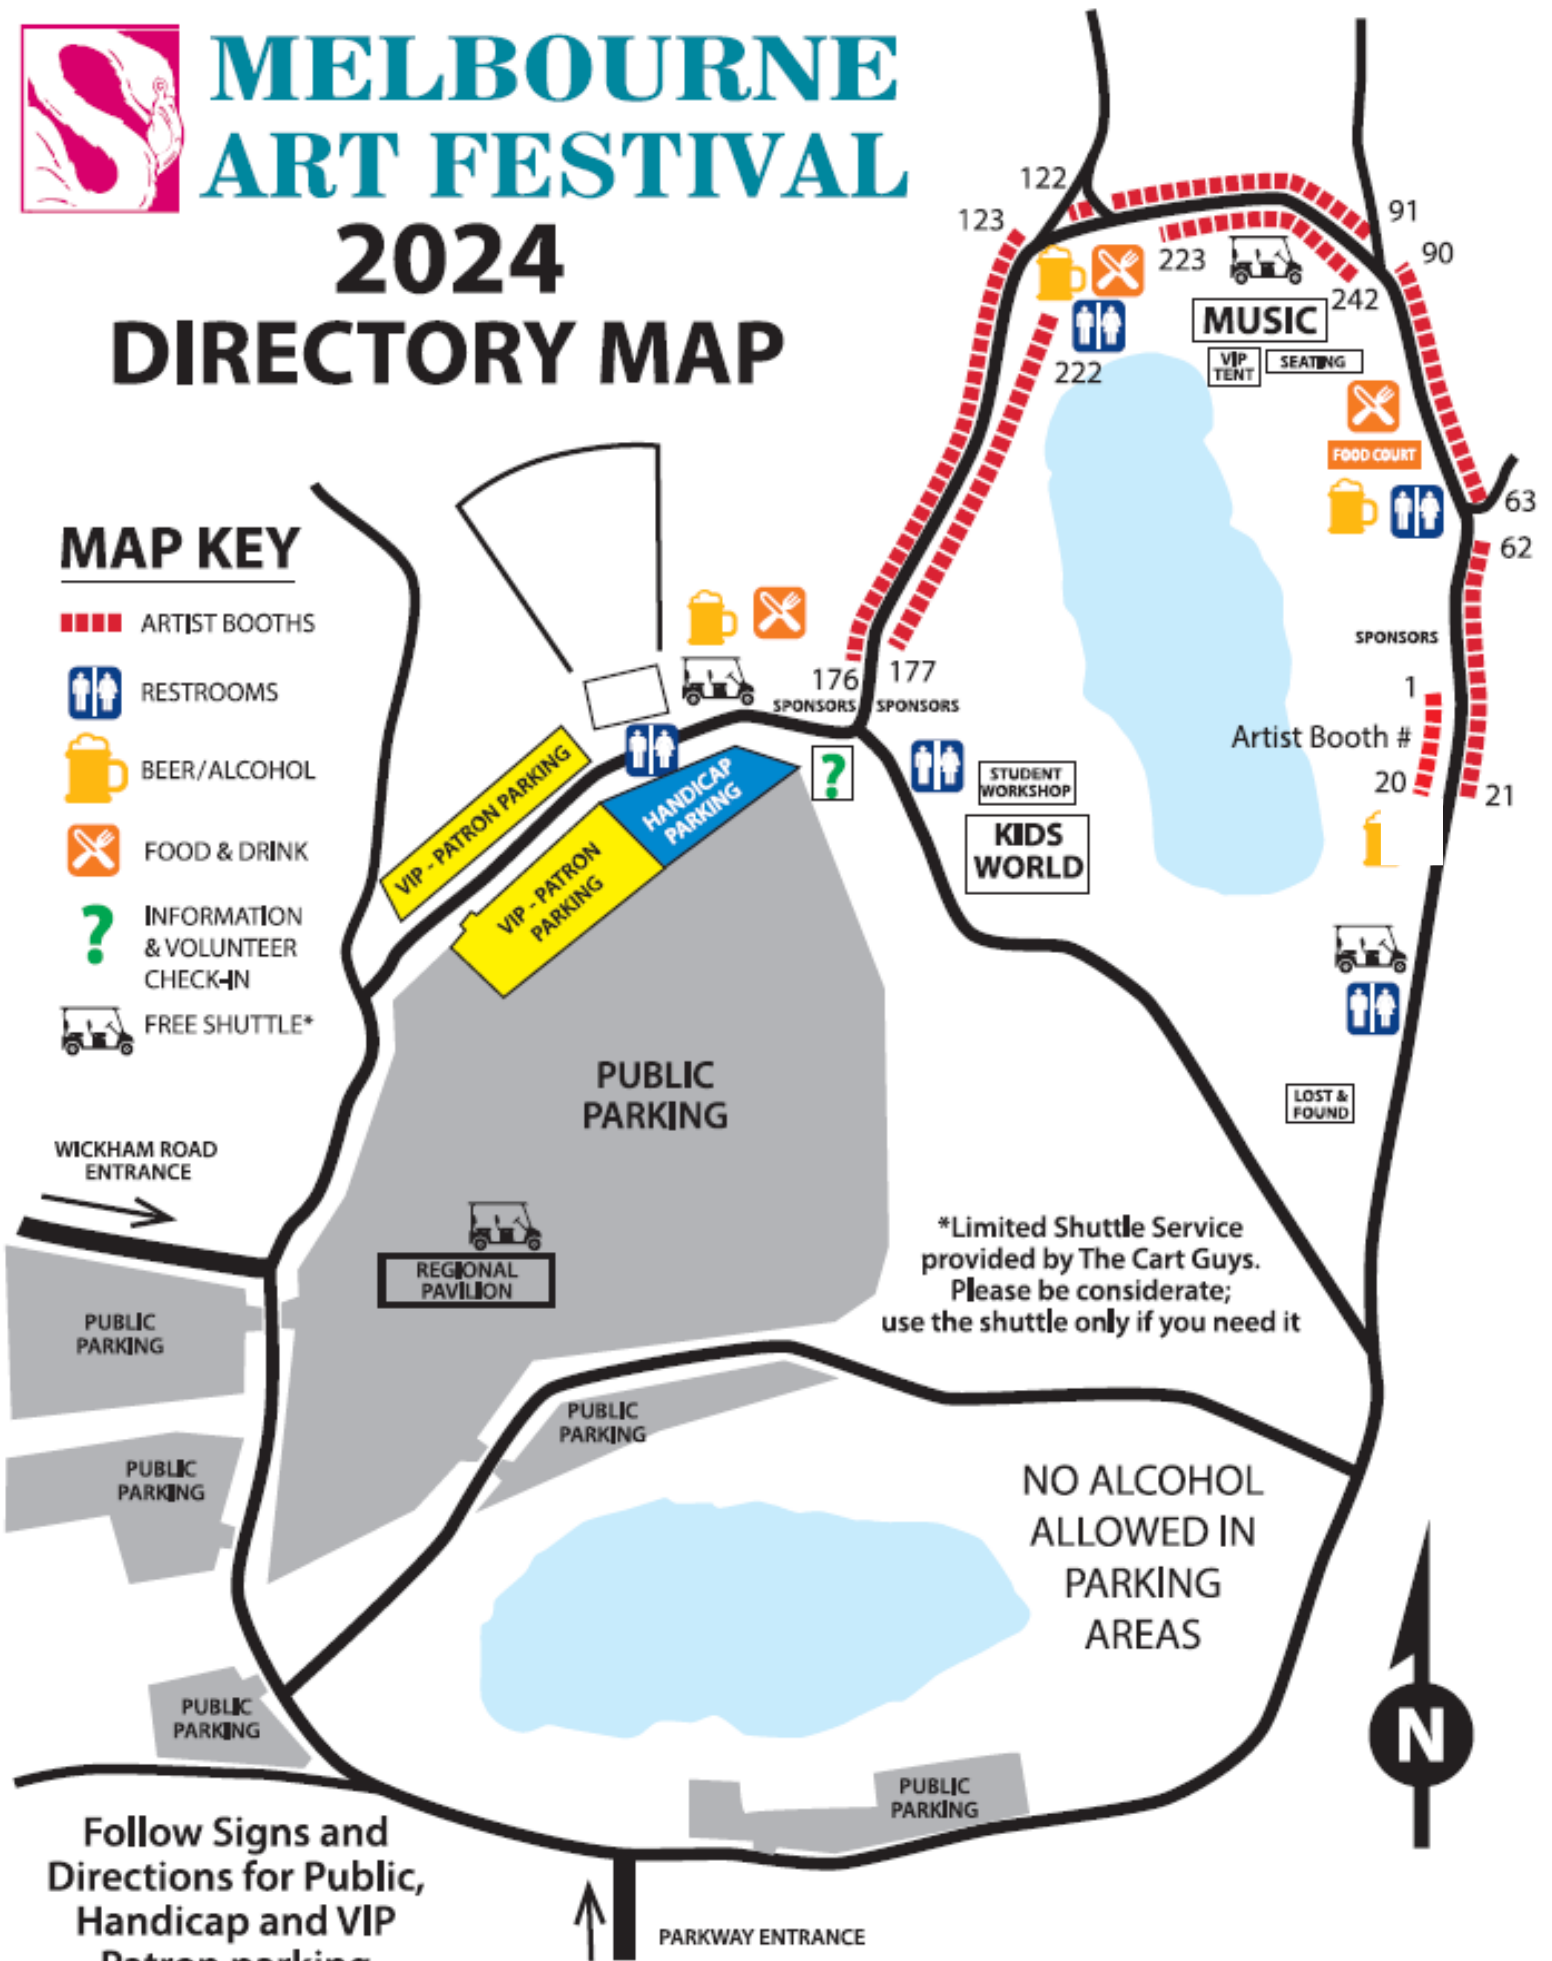 MELBOURNE
ART FESTIVAL
2024
DIRECTORY MAP
MAP KEY
ARTIST BOOTHS
RESTROOMS
BEER/ALCOHOL
FOOD & DRINK
?
INFORMATION
& VOLUNTEER
CHECK-IN
FREE SHUTTLE*
122
123
91
90
223
242
MUSIC
VIP
TENT
SEATING
222
FOOD COURT
63
62
SPONSORS
1
Artist Booth #
20
21
176
177
SPONSORS
SPONSORS
?
STUDENT
WORKSHOP
KIDS
WORLD
VIP - PATRON PARKING
HANDICAP
PARKING
VIP - PATRON
PARKING
PUBLIC
PARKING
LOST &
FOUND
WICKHAM ROAD
ENTRANCE
REGIONAL
PAVILION
*Limited Shuttle Service
provided by The Cart Guys.
Please be considerate;
use the shuttle only if you need it
PUBLIC
PARKING
PUBLIC
PARKING
PUBLIC
PARKING
NO ALCOHOL
ALLOWED IN
PARKING
AREAS
PUBLIC
PARKING
N
PUBLIC
PARKING
Follow Signs and
Directions for Public,
Handicap and VIP
Patron parking
PARKWAY ENTRANCE